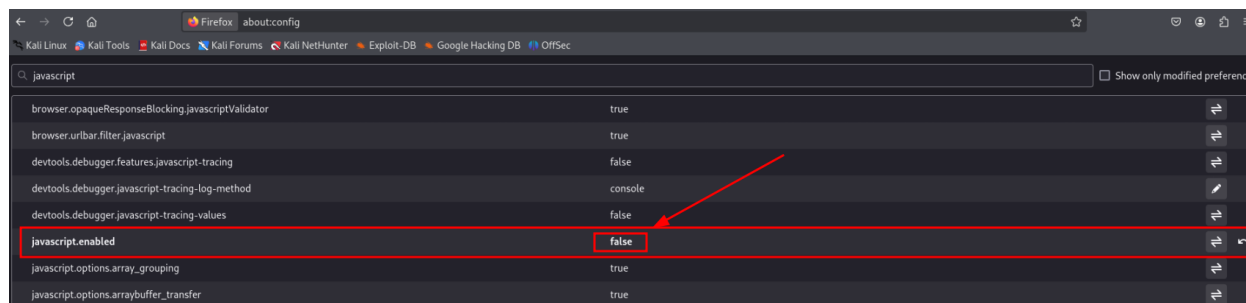 Firefox about:config
Kali Linux Kali Tools Kali Docs Kali Forums Kali NetHunter Exploit-DB Google Hacking DB OffSec
javascript Show only modified preferenc
browser.opaqueResponseBlocking.javascriptValidator true
browser.urlbar.filter.javascript true
devtools.debugger.features.javascript-tracing false
devtools.debugger.javascript-tracing-log-method console
devtools.debugger.javascript-tracing-values false
javascript.enabled false
javascript.options.array_grouping true
javascript.options.arraybuffer_transfer true